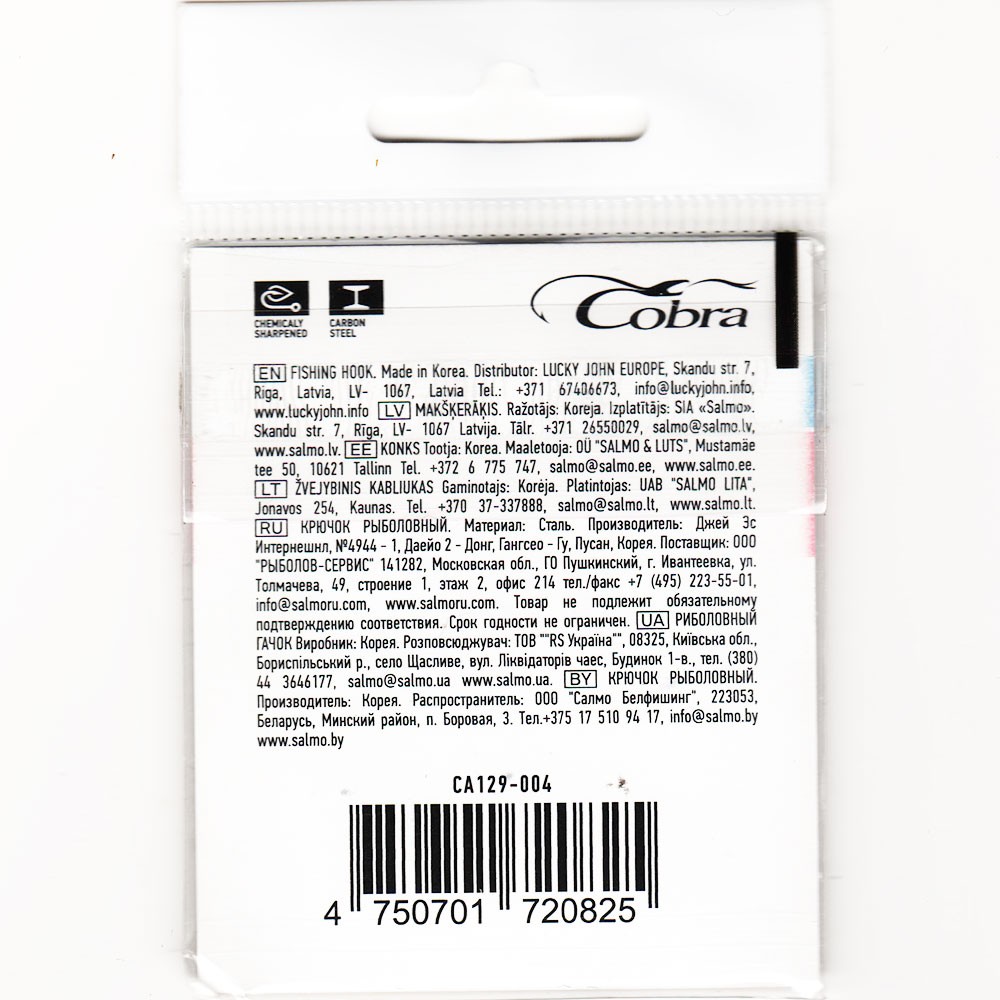 CHEMICALY
SHARPENED
CARBON
STEEL
Cobra
EN FISHING HOOK. Made in Korea. Distributor: LUCKY JOHN EUROPE, Skandu str. 7,
Riga, Latvia, LV- 1067, Latvia Tel.: +371 67406673, info@luckyjohn.info,
www.luckyjohn.info LV MAKŠĶERĀĶIS. Ražotājs: Koreja. Izplatītājs: SIA «Salmo».
Skandu str. 7, Rīga, LV- 1067 Latvija. Tālr. +371 26550029, salmo@salmo.lv,
www.salmo.lv. EE KONKS Tootja: Korea. Maaletooja: OÜ "SALMO & LUTS", Mustamäe
tee 50, 10621 Tallinn Tel. +372 6 775 747, salmo@salmo.ee, www.salmo.ee.
LT ŽVEJYBINIS KABLIUKAS Gaminotajs: Korėja. Platintojas: UAB "SALMO LITA",
Jonavos 254, Kaunas. Tel. +370 37-337888, salmo@salmo.lt, www.salmo.lt.
RU КРЮЧОК РЫБОЛОВНЫЙ. Материал: Сталь. Производитель: Джей Эс
Интернешнл, №4944 - 1, Даейо 2 - Донг, Гангсео - Гу, Пусан, Корея. Поставщик: ООО
"РЫБОЛОВ-СЕРВИС" 141282, Московская обл., ГО Пушкинский, г. Ивантеевка, ул.
Толмачева, 49, строение 1, этаж 2, офис 214 тел./факс +7 (495) 223-55-01,
info@salmoru.com, www.salmoru.com. Товар не подлежит обязательному
подтверждению соответствия. Срок годности не ограничен. UA РИБОЛОВНЫЙ
ГАЧОК Виробник: Корея. Розповсюджувач: ТОВ ""RS Україна"", 08325, Київська обл.,
Бориспільський р., село Щасливе, вул. Ліквідаторів чаес, Будинок 1-в., тел. (380)
44 3646177, salmo@salmo.ua www.salmo.ua. BY КРЮЧОК РЫБОЛОВНЫЙ.
Производитель: Корея. Распространитель: ООО "Салмо Белфишинг", 223053,
Беларусь, Минский район, п. Боровая, 3. Тел.+375 17 510 94 17, info@salmo.by
www.salmo.by
CA129-004
4 750701 720825